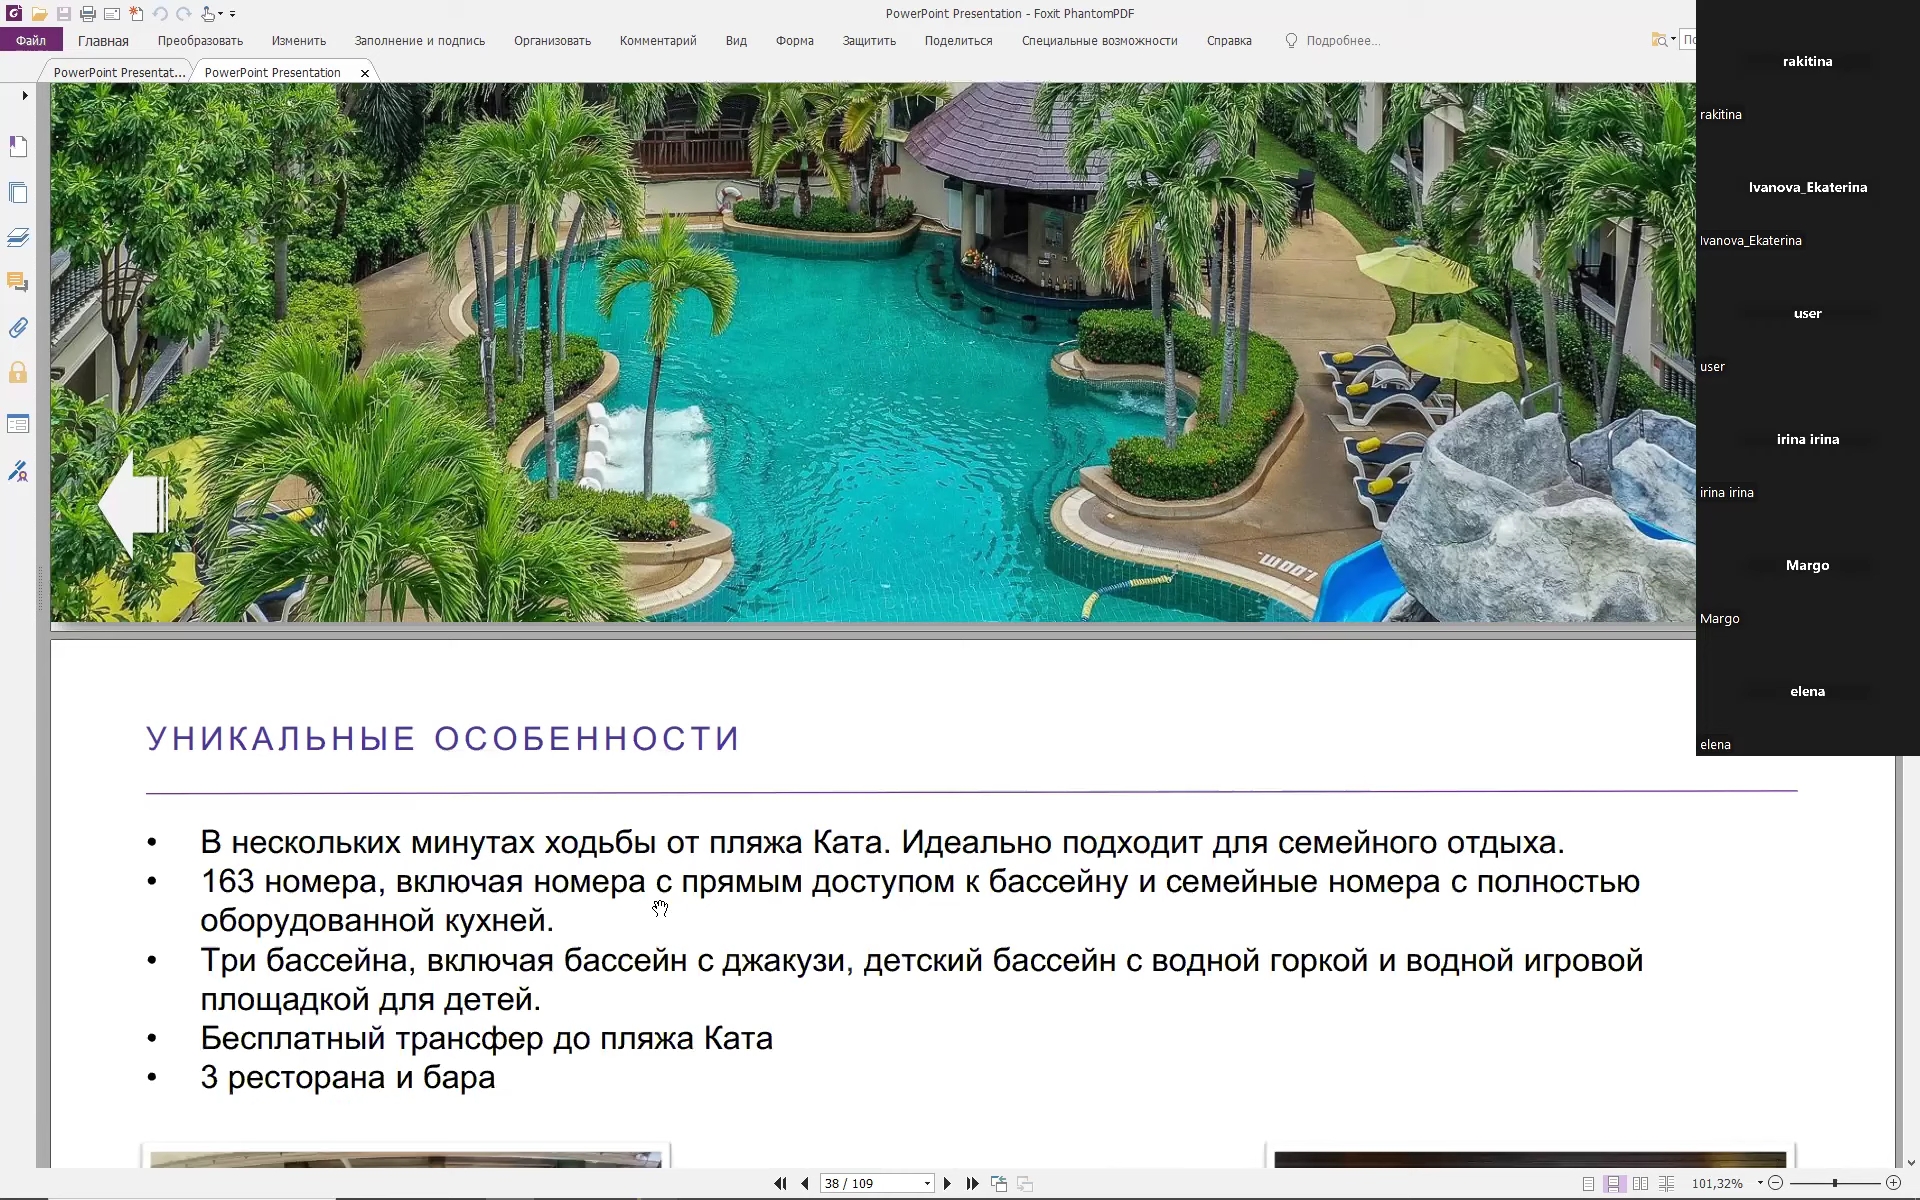 PowerPoint Presentation - Foxit PhantomPDF
Файл Главная Преобразовать Изменить Заполнение и подпись Организовать Комментарий Вид Форма Защитить Поделиться Специальные возможности Справка Подробнее... По
PowerPoint Presentat... PowerPoint Presentation
rakitina
rakitina
Ivanova_Ekaterina
Ivanova_Ekaterina
user
user
irina irina
irina irina
Margo
Margo
elena
elena
УНИКАЛЬНЫЕ ОСОБЕННОСТИ
• В нескольких минутах ходьбы от пляжа Ката. Идеально подходит для семейного отдыха.
• 163 номера, включая номера с прямым доступом к бассейну и семейные номера с полностью
оборудованной кухней.
• Три бассейна, включая бассейн с джакузи, детский бассейн с водной горкой и водной игровой
площадкой для детей.
• Бесплатный трансфер до пляжа Ката
• 3 ресторана и бара
38 / 109
101,32%